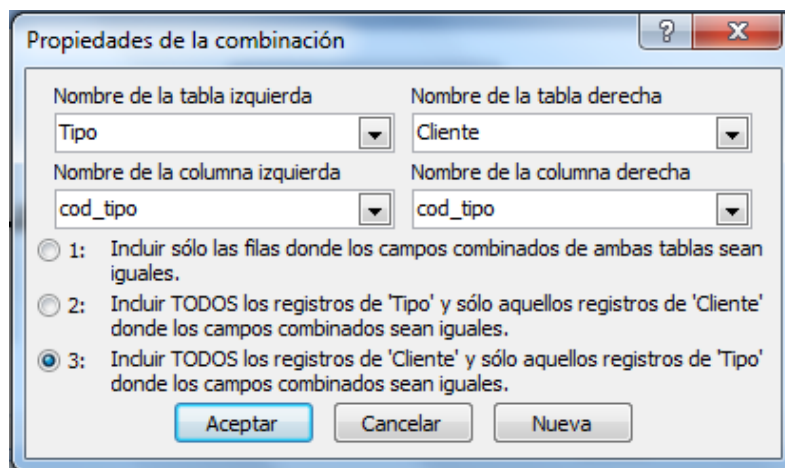 Propiedades de la combinación
?
Nombre de la tabla izquierda
Nombre de la tabla derecha
Tipo
Cliente
Nombre de la columna izquierda
Nombre de la columna derecha
cod_tipo
cod_tipo
1: Incluir sólo las filas donde los campos combinados de ambas tablas sean
iguales.
2: Incluir TODOS los registros de 'Tipo' y sólo aquellos registros de 'Cliente'
donde los campos combinados sean iguales.
3: Incluir TODOS los registros de 'Cliente' y sólo aquellos registros de 'Tipo'
donde los campos combinados sean iguales.
Aceptar
Cancelar
Nueva